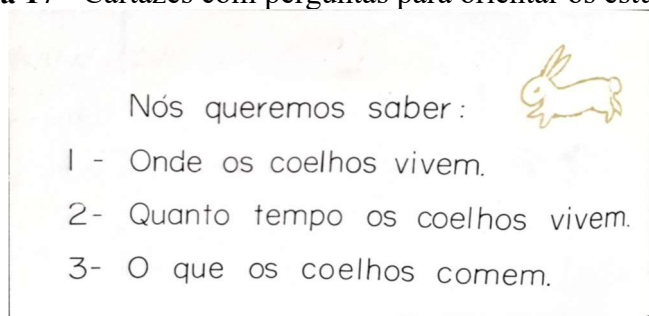 Cartazes com perguntas para orientar os
Nós queremos saber:
1 - Onde os coelhos vivem.
2- Quanto tempo os coelhos vivem.
3- O que os coelhos comem.